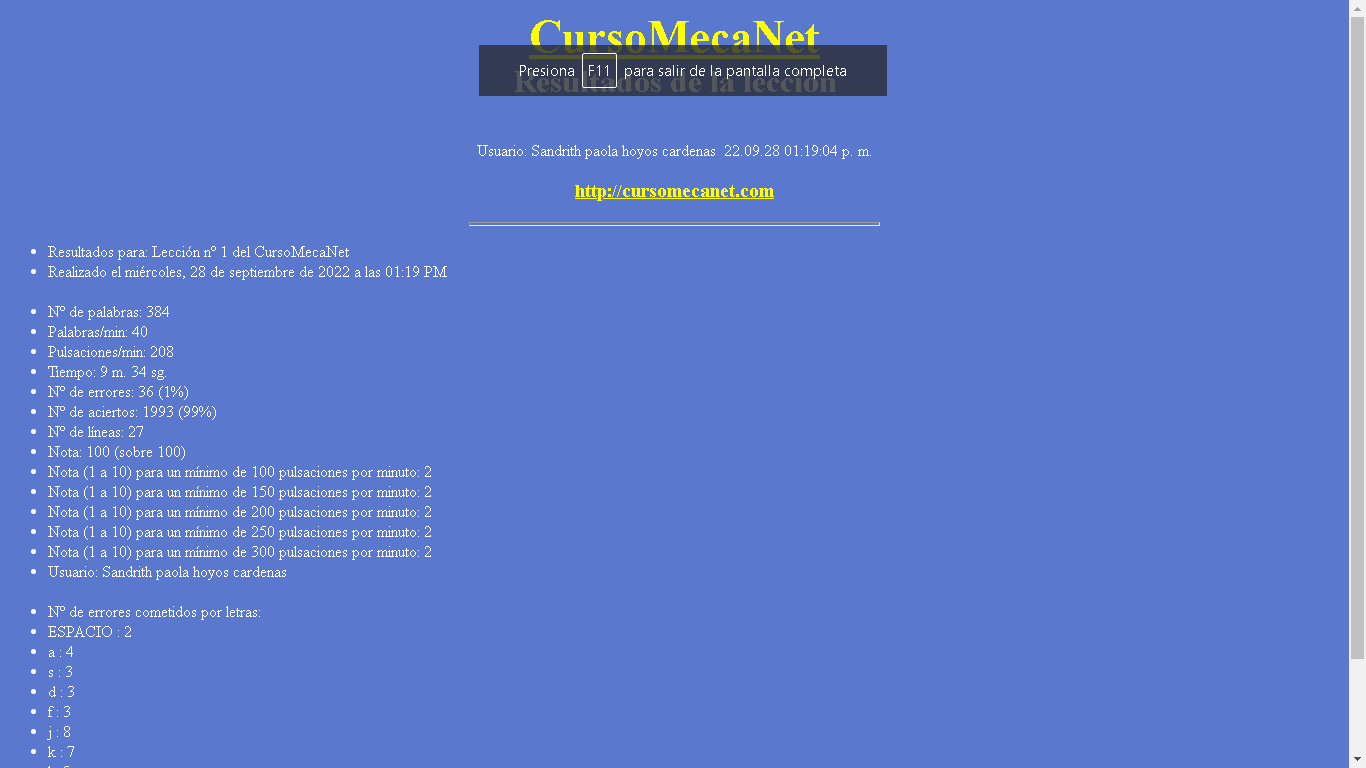 CursoMecaNet
Presiona F11 para salir de la pantalla completa
Resultados de la lección
Usuario: Sandrith paola hoyos cardenas 22.09.28 01:19:04 p. m.
http://cursomecanet.com
Resultados para: Lección nº 1 del CursoMecaNet
Realizado el miércoles, 28 de septiembre de 2022 a las 01:19 PM
Nº de palabras: 384
Palabras/min: 40
Pulsaciones/min: 208
Tiempo: 9 m. 34 sg.
Nº de errores: 36 (1%)
Nº de aciertos: 1993 (99%)
Nº de líneas: 27
Nota: 100 (sobre 100)
Nota (1 a 10) para un mínimo de 100 pulsaciones por minuto: 2
Nota (1 a 10) para un mínimo de 150 pulsaciones por minuto: 2
Nota (1 a 10) para un mínimo de 200 pulsaciones por minuto: 2
Nota (1 a 10) para un mínimo de 250 pulsaciones por minuto: 2
Nota (1 a 10) para un mínimo de 300 pulsaciones por minuto: 2
Usuario: Sandrith paola hoyos cardenas
Nº de errores cometidos por letras:
ESPACIO : 2
a : 4
s : 3
d : 3
f : 3
j : 8
k : 7